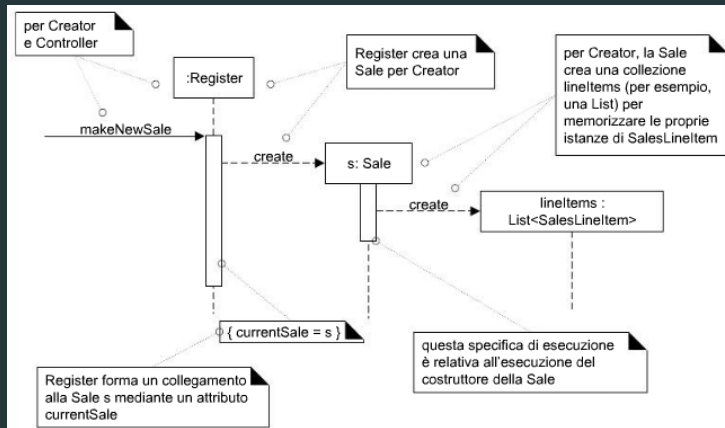 per Creator
e Controller
:Register
Register crea una
Sale per Creator
per Creator, la Sale
crea una collezione
lineItems (per esempio,
una List) per
memorizzare le proprie
istanze di SalesLineItem
makeNewSale
create
s: Sale
create
lineItems :
List<SalesLineItem>
{ currentSale = s }
questa specifica di esecuzione
è relativa all'esecuzione del
costruttore della Sale
Register forma un collegamento
alla Sale s mediante un attributo
currentSale